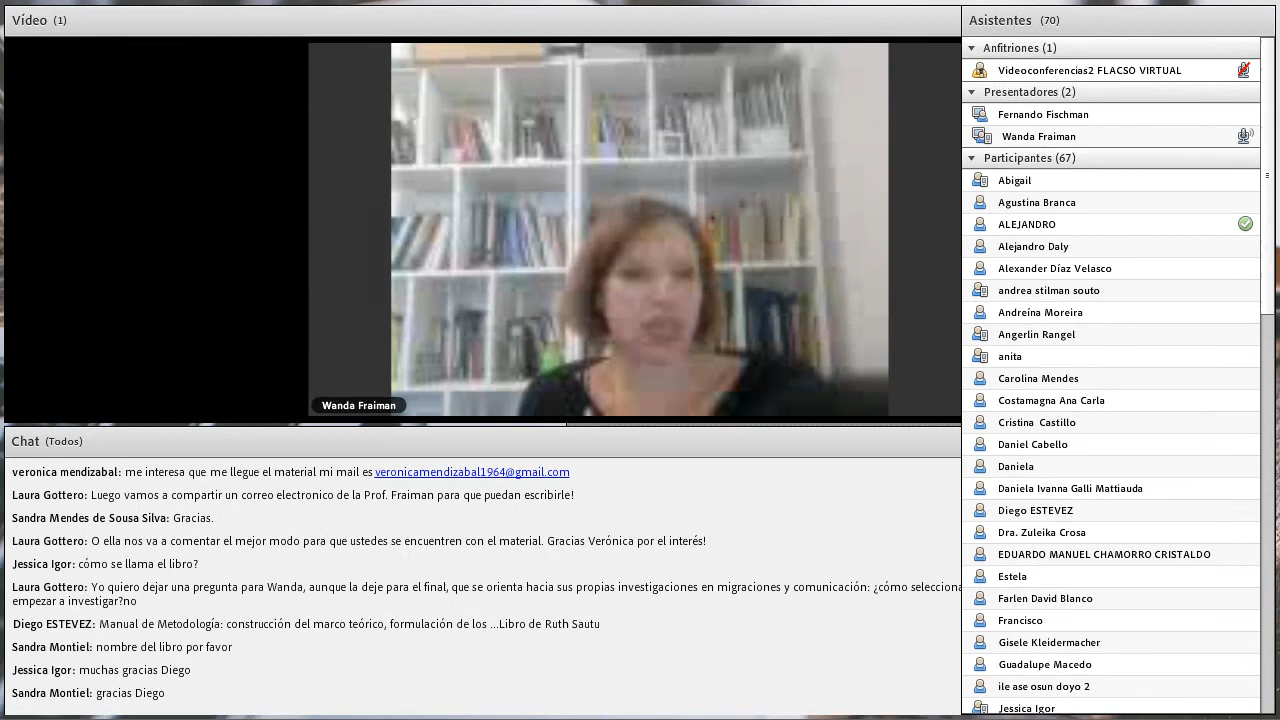 Vídeo (1)
Wanda Fraiman
Chat (Todos)
veronica mendizabal: me interesa que me llegue el material mi mail es veronicamendizabal1964@gmail.com
Laura Gottero: Luego vamos a compartir un correo electronico de la Prof. Fraiman para que puedan escribirle!
Sandra Mendes de Sousa Silva: Gracias.
Laura Gottero: O ella nos va a comentar el mejor modo para que ustedes se encuentren con el material. Gracias Verónica por el interés!
Jessica Igor: cómo se llama el libro?
Laura Gottero: Yo quiero dejar una pregunta para Wanda, aunque la deje para el final, que se orienta hacia sus propias investigaciones en migraciones y comunicación: ¿cómo selecciona
empezar a investigar?no
Diego ESTEVEZ: Manual de Metodología: construcción del marco teórico, formulación de los ...Libro de Ruth Sautu
Sandra Montiel: nombre del libro por favor
Jessica Igor: muchas gracias Diego
Sandra Montiel: gracias Diego
Asistentes (70)
Anfitriones (1)
Videoconferencias2 FLACSO VIRTUAL
Presentadores (2)
Fernando Fischman
Wanda Fraiman
Participantes (67)
Abigail
Agustina Branca
ALEJANDRO
Alejandro Daly
Alexander Díaz Velasco
andrea stilman souto
Andreína Moreira
Angerlin Rangel
anita
Carolina Mendes
Costamagna Ana Carla
Cristina Castillo
Daniel Cabello
Daniela
Daniela Ivanna Galli Mattiauda
Diego ESTEVEZ
Dra. Zuleika Crosa
EDUARDO MANUEL CHAMORRO CRISTALDO
Estela
Farlen David Blanco
Francisco
Gisele Kleidermacher
Guadalupe Macedo
ile ase osun doyo 2
Jessica Igor